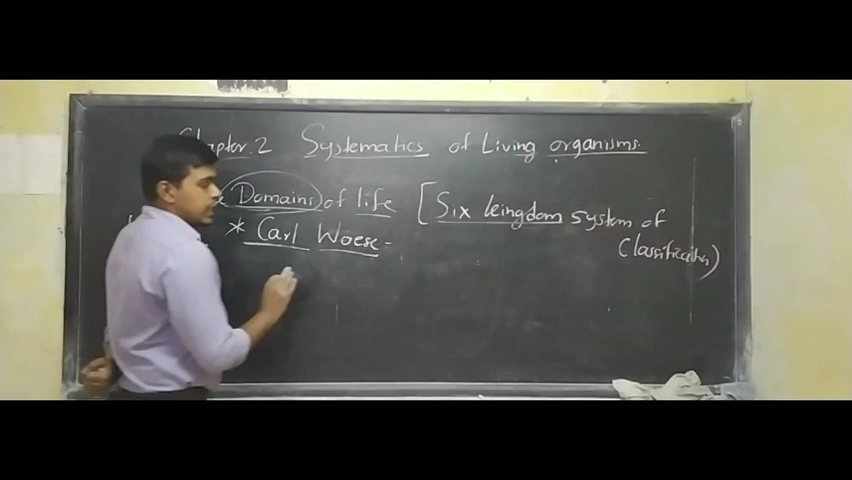 Chapter.2 Systematics of Living organisms.
Domains of life [Six kingdom system of Classification)
* Carl Woese-